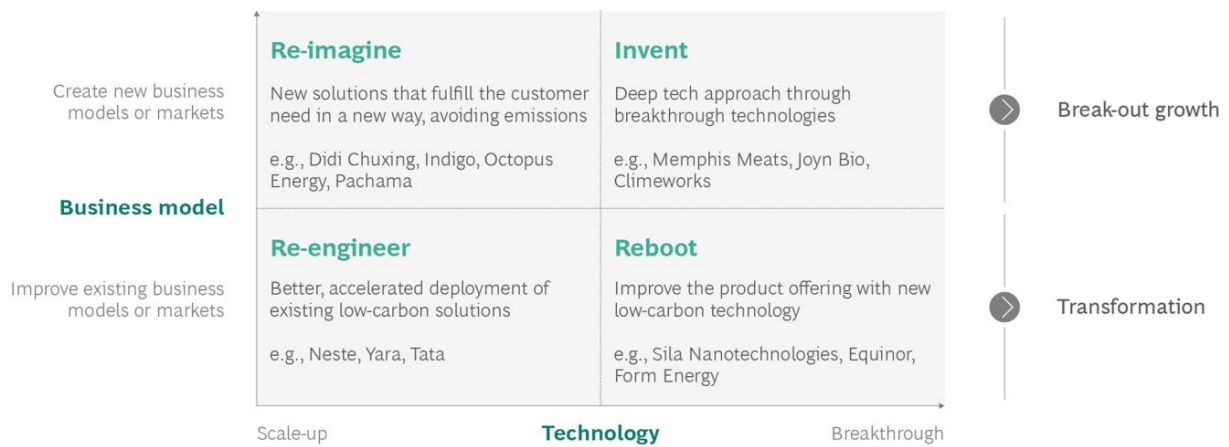 Re-imagine
New solutions that fulfill the customer
need in a new way, avoiding emissions
e.g., Didi Chuxing, Indigo, Octopus
Energy, Pachama
Invent
Deep tech approach through
breakthrough technologies
e.g., Memphis Meats, Joyn Bio,
Climeworks
Create new business
models or markets
Break-out growth
Business model
Re-engineer
Better, accelerated deployment of
existing low-carbon solutions
e.g., Neste, Yara, Tata
Reboot
Improve the product offering with new
low-carbon technology
e.g., Sila Nanotechnologies, Equinor,
Form Energy
Improve existing business
models or markets
Transformation
Scale-up
Technology
Breakthrough